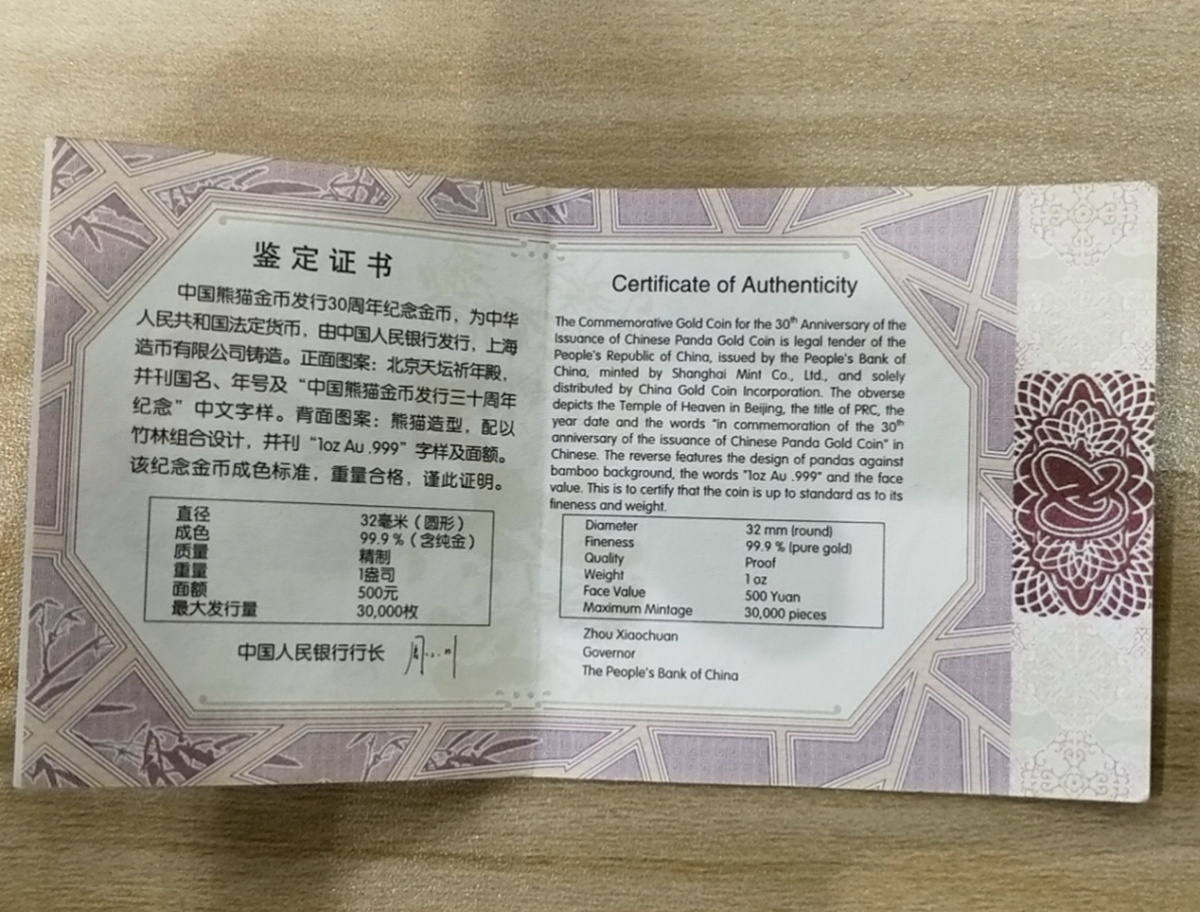 鉴定证书
中国熊猫金币发行30周年纪念金币，为中华
人民共和国法定货币，由中国人民银行发行，上海
造币有限公司铸造。正面图案：北京天坛祈年殿，
并刊国名、年号及“中国熊猫金币发行三十周年
纪念”中文字样。背面图案：熊猫造型，配以
竹林组合设计，并刊“1oz Au .999”字样及面额。
该纪念金币成色标准，重量合格，谨此证明。
直径 32毫米（圆形）
成色 99.9％（含纯金）
质量 精制
重量 1盎司
面额 500元
最大发行量 30,000枚
中国人民银行行长
Certificate of Authenticity
The Commemorative Gold Coin for the 30th Anniversary of the
Issuance of Chinese Panda Gold Coin is legal tender of the
People's Republic of China, issued by the People's Bank of
China, minted by Shanghai Mint Co., Ltd., and solely
distributed by China Gold Coin Incorporation. The obverse
depicts the Temple of Heaven in Beijing, the title of PRC, the
year date and the words "in commemoration of the 30th
anniversary of the issuance of Chinese Panda Gold Coin" in
Chinese. The reverse features the design of pandas against
bamboo background, the words "1oz Au .999" and the face
value. This is to certify that the coin is up to standard as to its
fineness and weight.
Diameter 32 mm (round)
Fineness 99.9 % (pure gold)
Quality Proof
Weight 1 oz
Face Value 500 Yuan
Maximum Mintage 30,000 pieces
Zhou Xiaochuan
Governor
The People's Bank of China